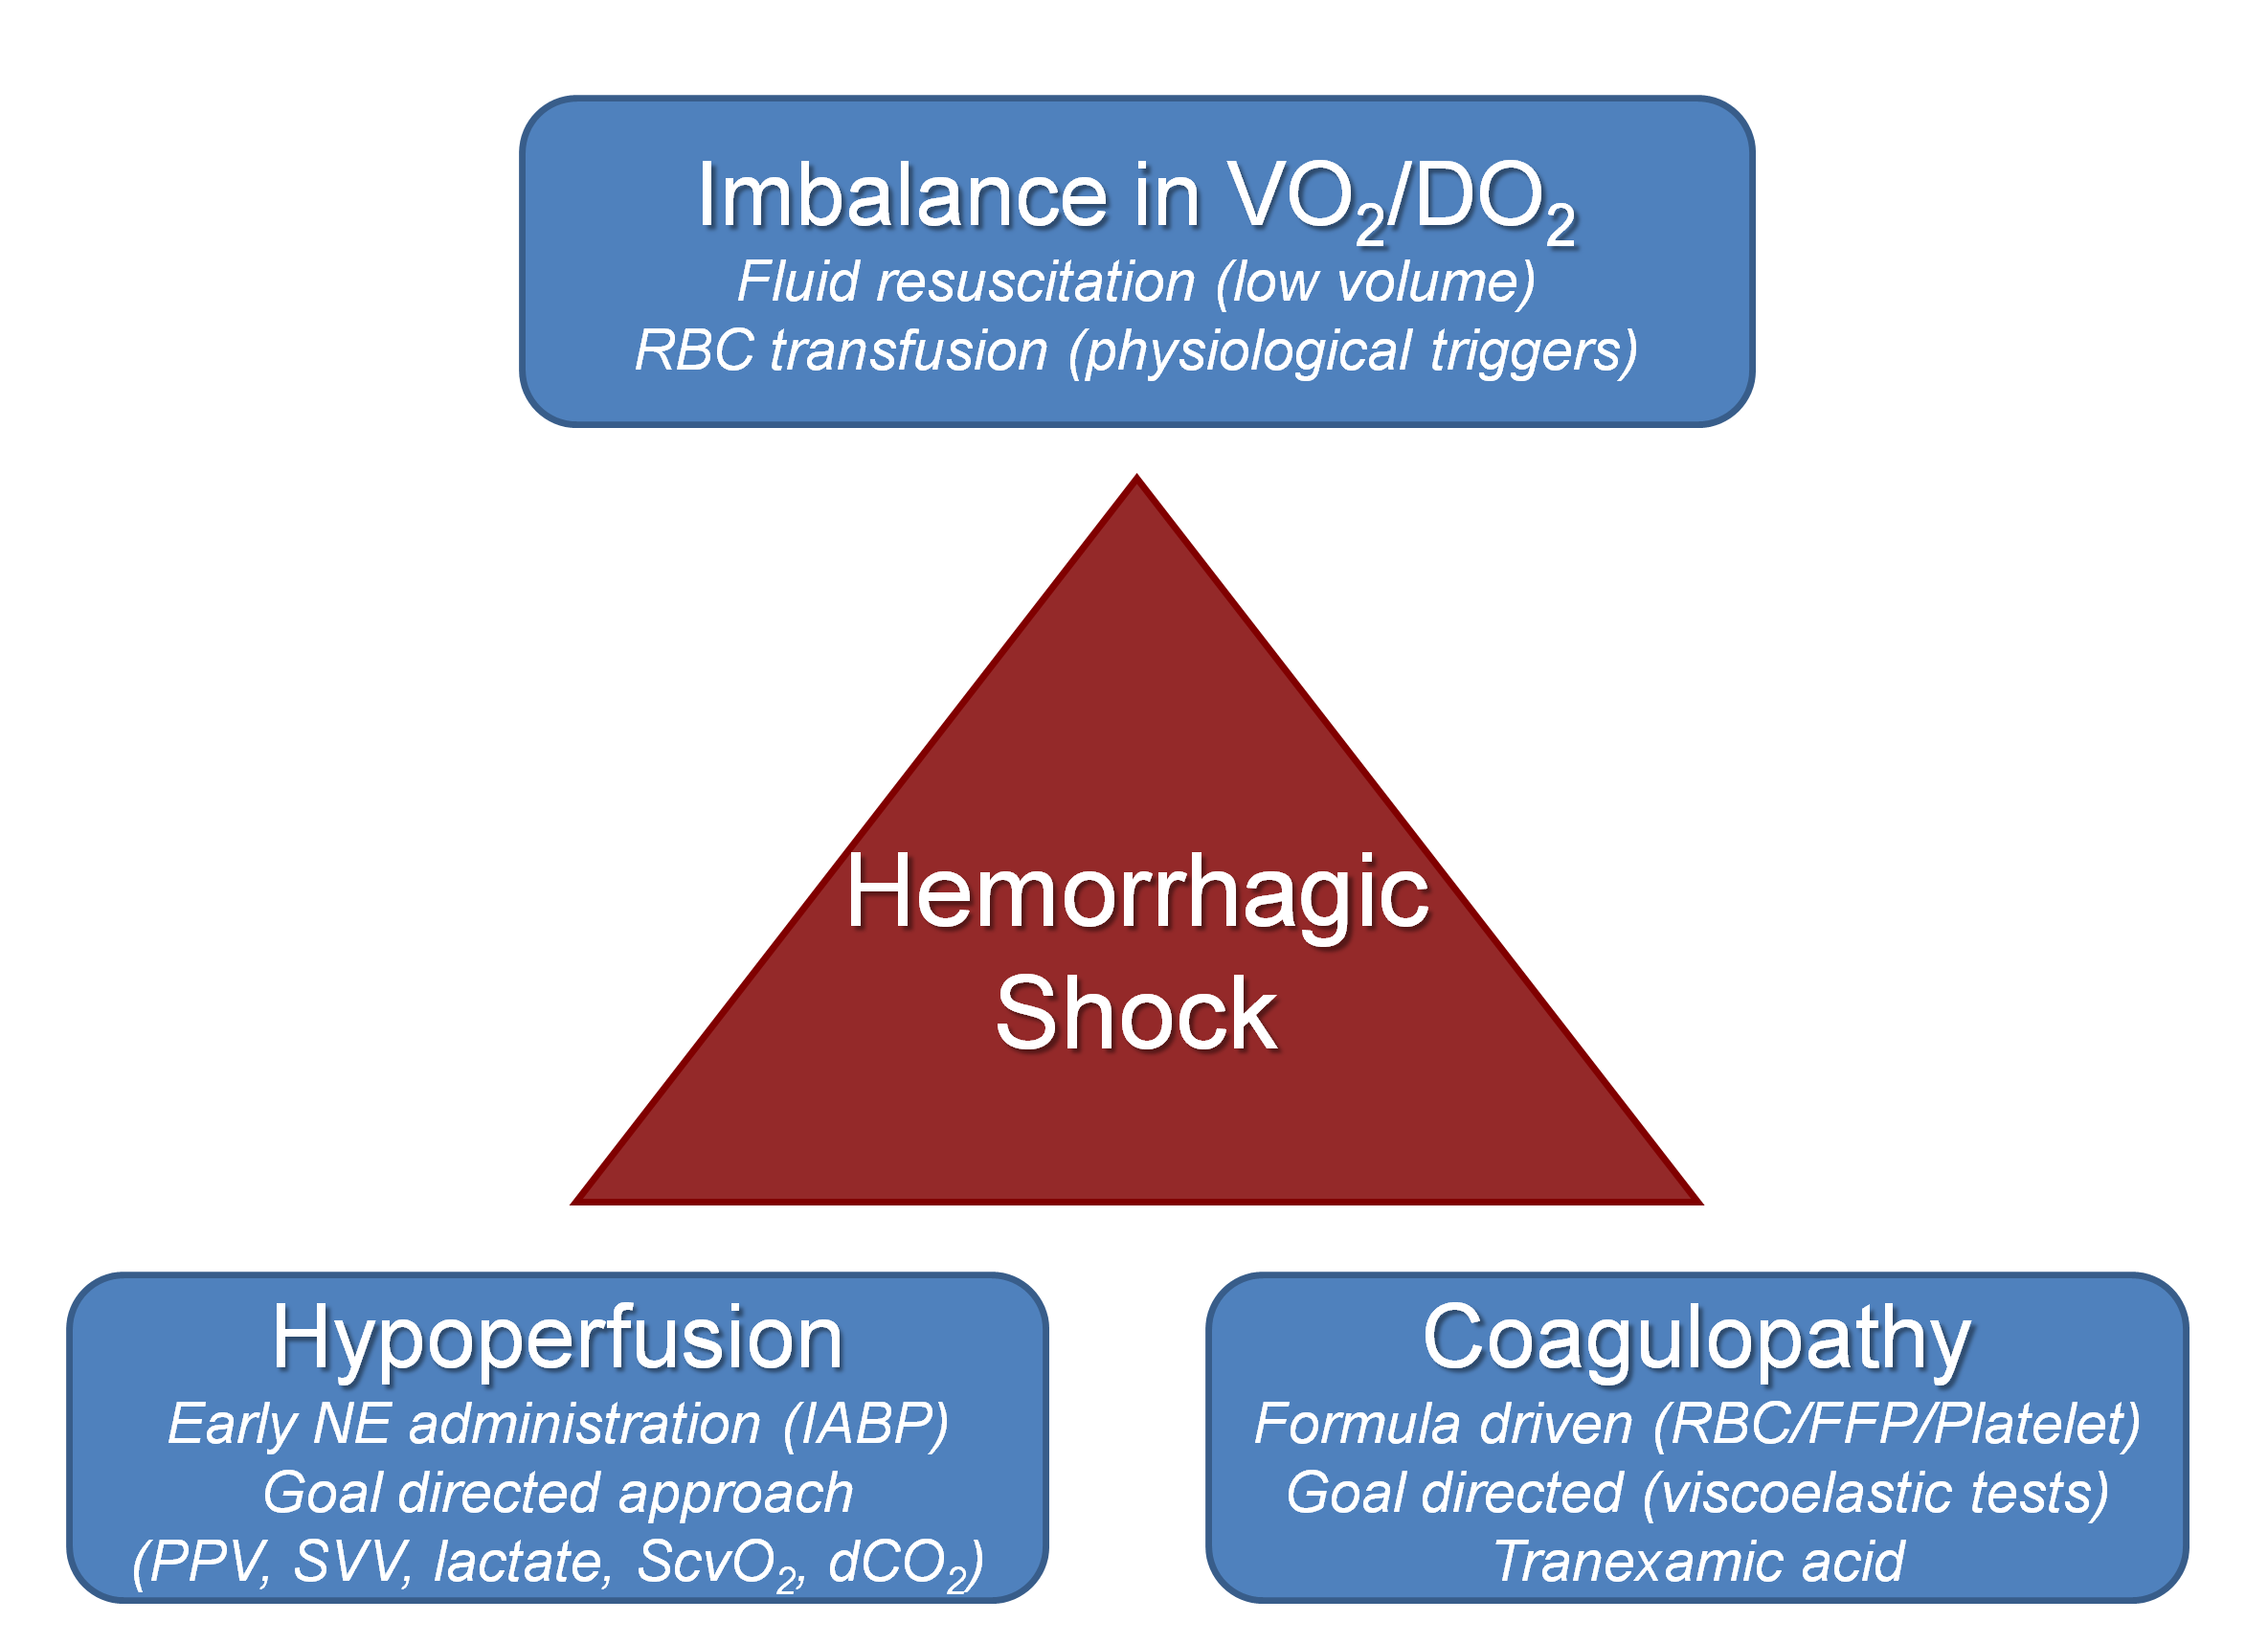 Imbalance in VO₂/DO₂
Fluid resuscitation (low volume)
RBC transfusion (physiological triggers)
Hemorrhagic
Shock
Hypoperfusion
Early NE administration (IABP)
Goal directed approach
(PPV, SVV, lactate, ScvO₂, dCO₂)
Coagulopathy
Formula driven (RBC/FFP/Platelet)
Goal directed (viscoelastic tests)
Tranexamic acid